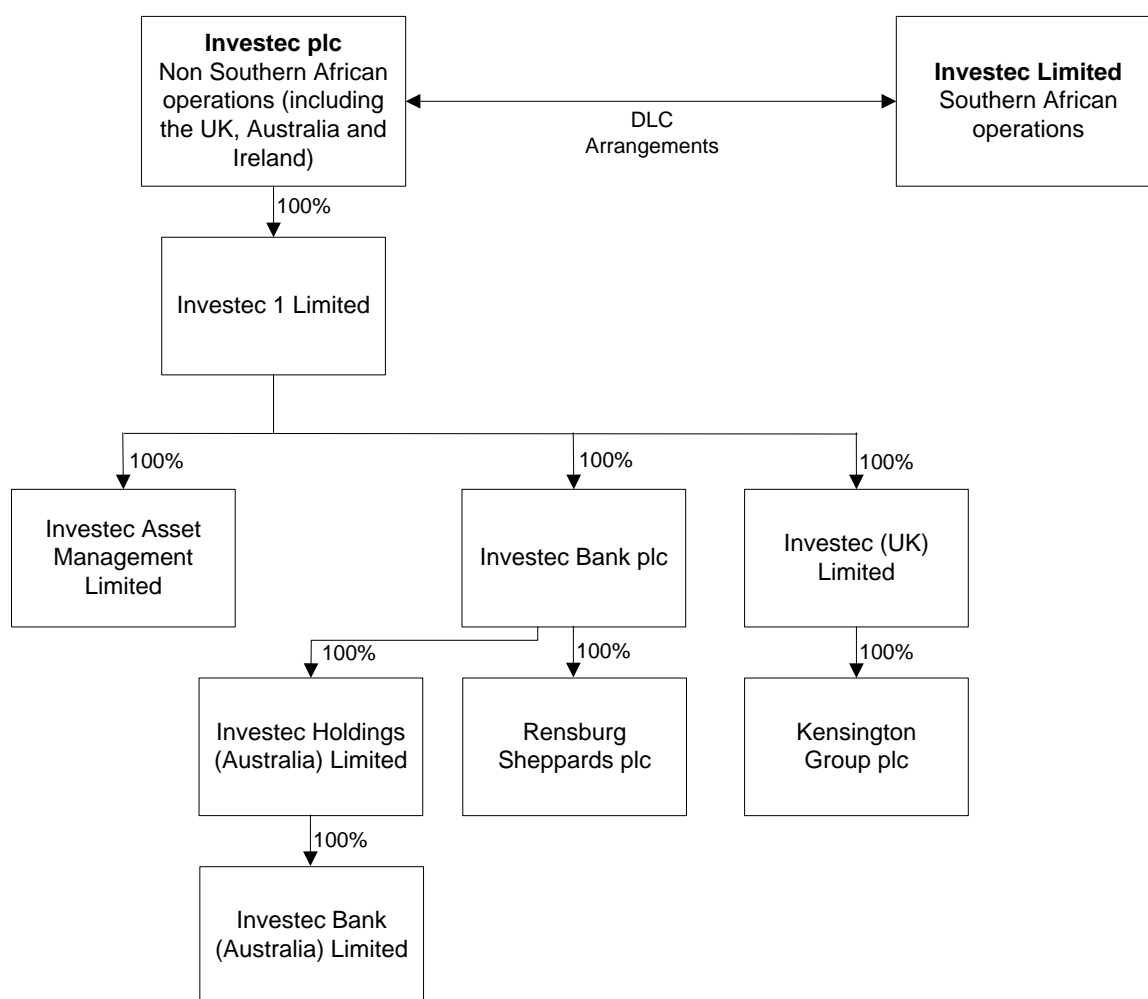 Investec plc
Non Southern African
operations (including
the UK, Australia and
Ireland)
Investec Limited
Southern African
operations
DLC
Arrangements
100%
Investec 1 Limited
100%
100%
100%
Investec Asset
Management
Limited
Investec Bank plc
Investec (UK)
Limited
100%
100%
100%
Investec Holdings
(Australia) Limited
Rensburg
Sheppards plc
Kensington
Group plc
100%
Investec Bank
(Australia) Limited